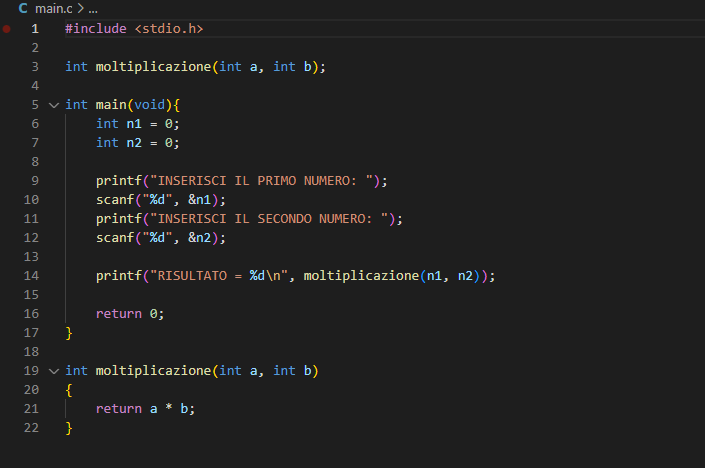 C main.c > ...
1 #include <stdio.h>
2
3 int moltiplicazione(int a, int b);
4
5 int main(void){
6     int n1 = 0;
7     int n2 = 0;
8
9     printf("INSERISCI IL PRIMO NUMERO: ");
10     scanf("%d", &n1);
11     printf("INSERISCI IL SECONDO NUMERO: ");
12     scanf("%d", &n2);
13
14     printf("RISULTATO = %d\n", moltiplicazione(n1, n2));
15
16     return 0;
17 }
18
19 int moltiplicazione(int a, int b)
20 {
21     return a * b;
22 }